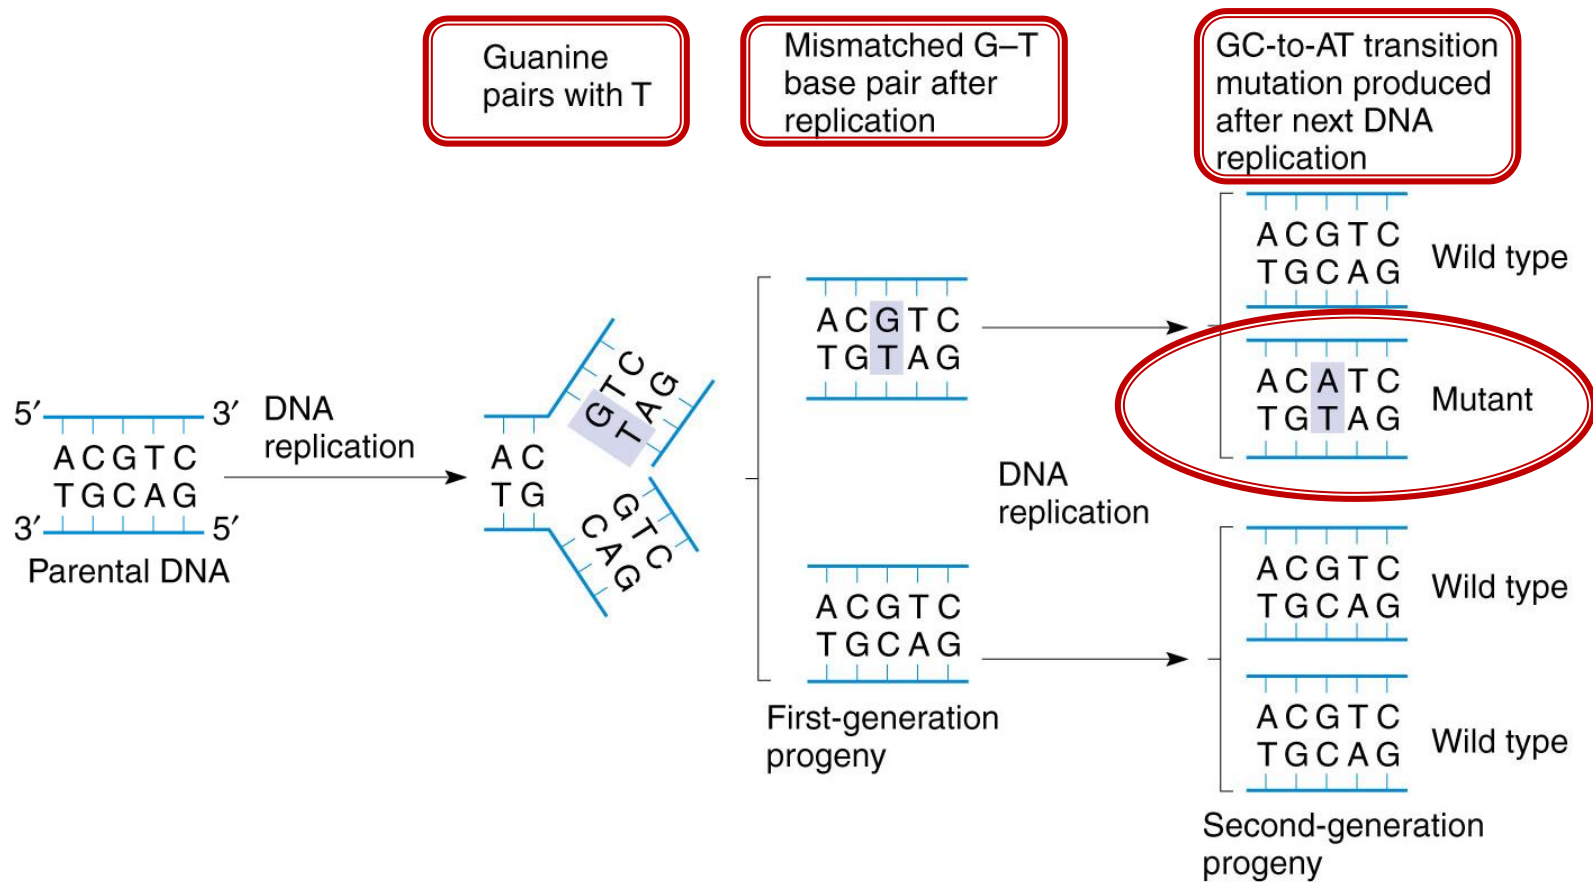 Guanine
pairs with T
Mismatched G–T
base pair after
replication
GC-to-AT transition
mutation produced
after next DNA
replication
5′
3′
A C G T C
T G C A G
3′
5′
Parental DNA
DNA
replication
A C
T G
G T C
T A G
G T C
C A G
A C G T C
T G T A G
A C G T C
T G C A G
First-generation
progeny
DNA
replication
A C G T C
T G C A G
Wild type
A C A T C
T G T A G
Mutant
A C G T C
T G C A G
Wild type
A C G T C
T G C A G
Wild type
Second-generation
progeny